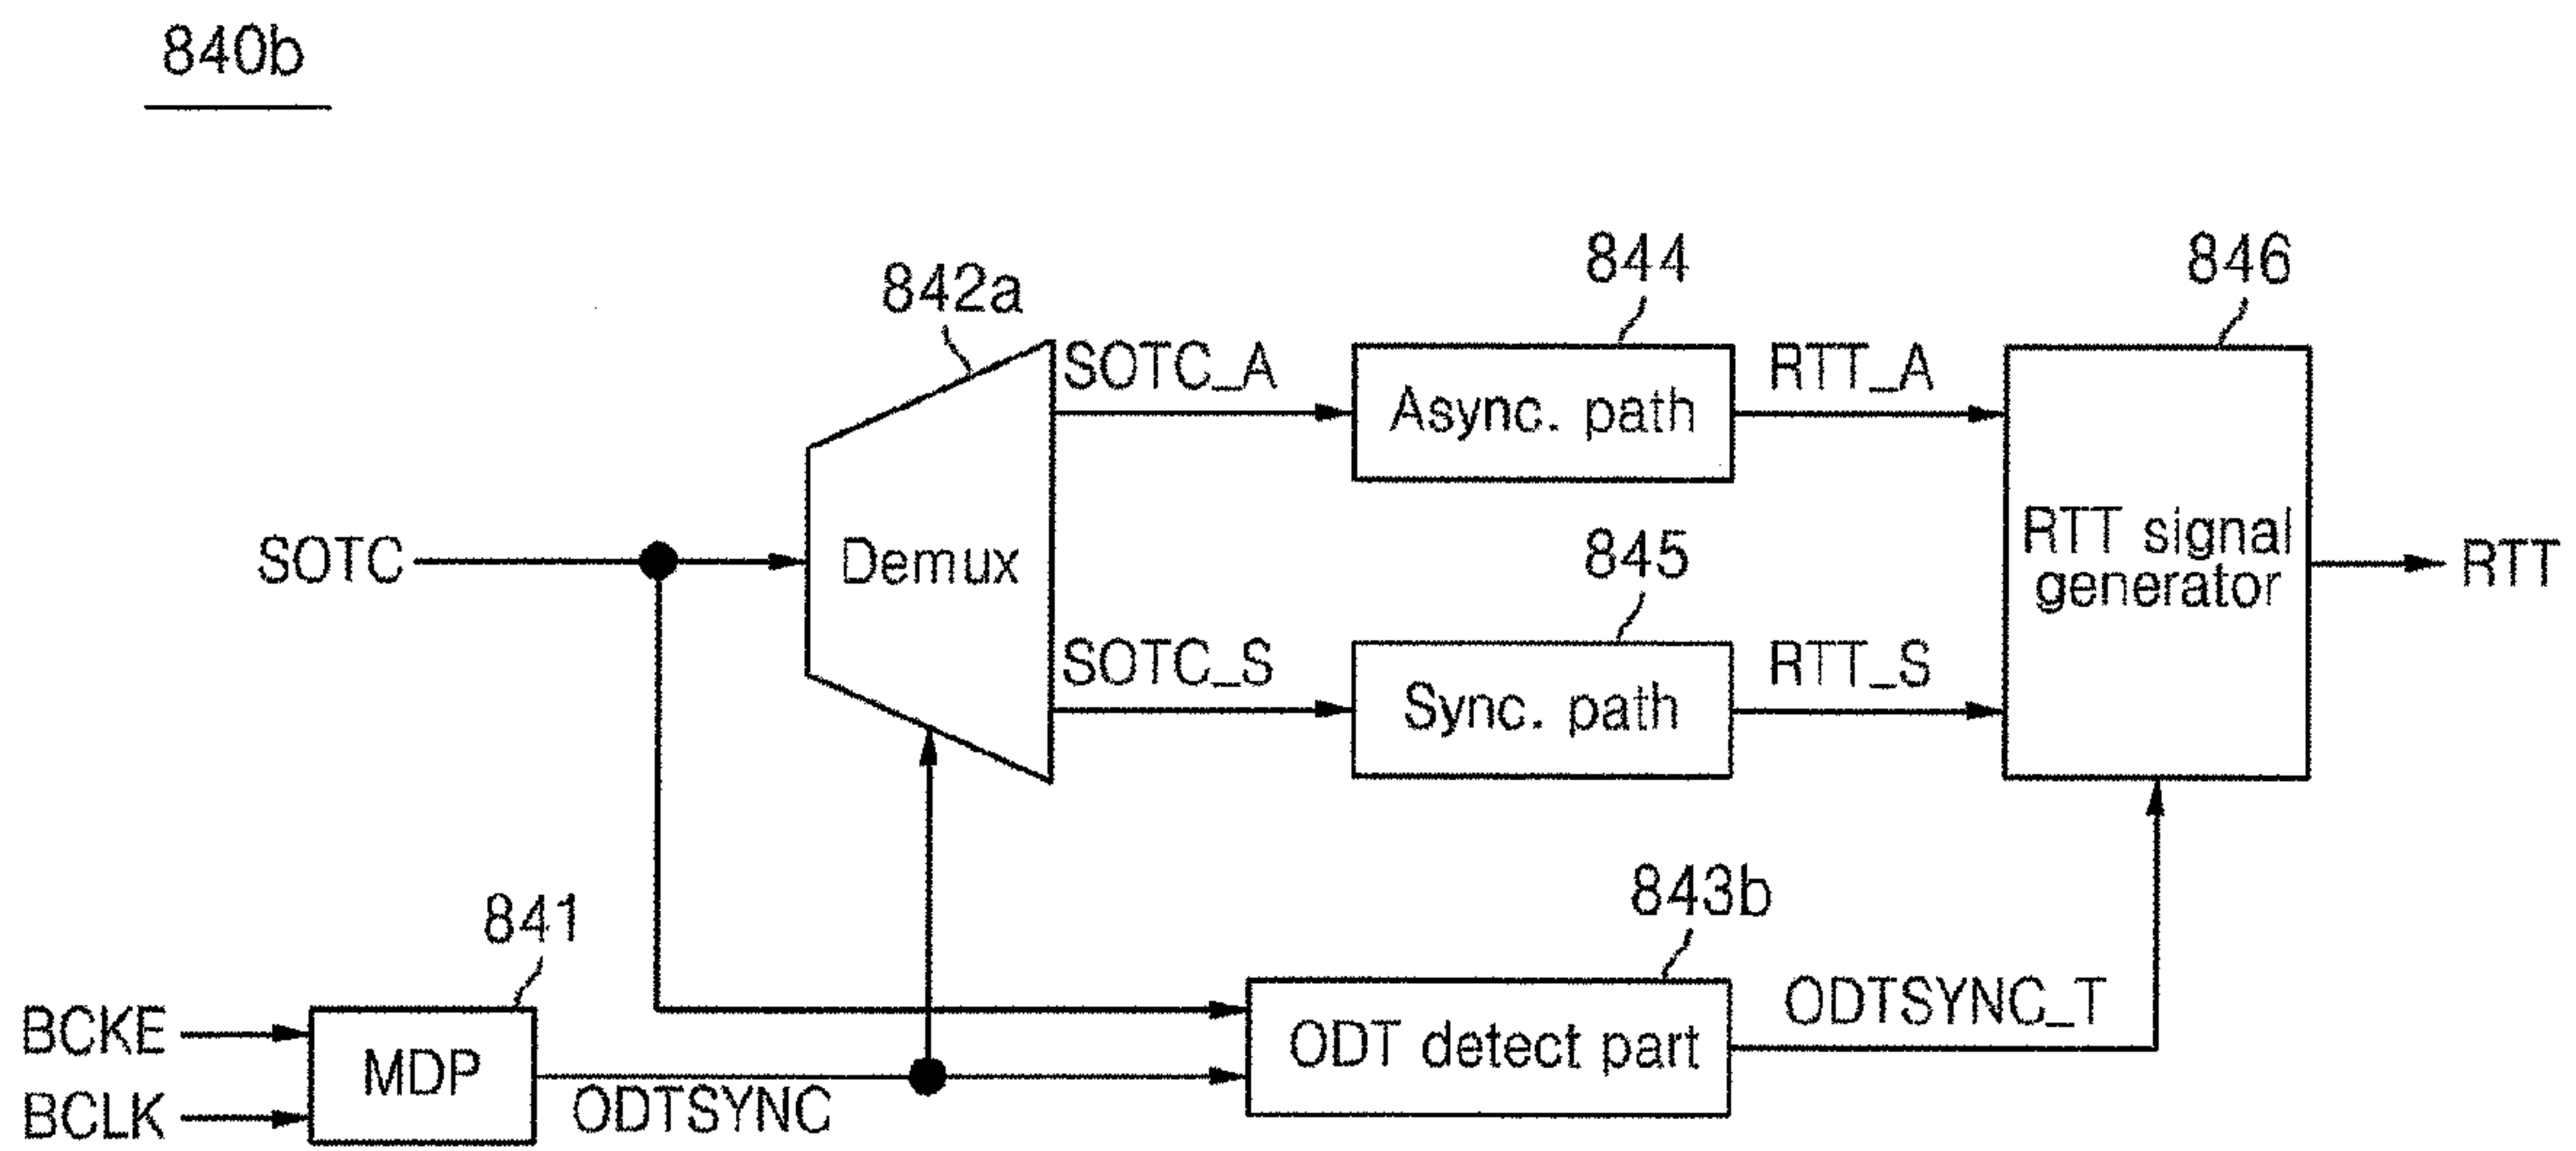 840b
842a
844
846
SOTC_A
Async. path
RTT_A
SOTC
Demux
RTT signal
generator
RTT
845
SOTC_S
Sync. path
RTT_S
841
843b
BCKE
BCLK
MDP
ODTSYNC
ODT detect part
ODTSYNC_T